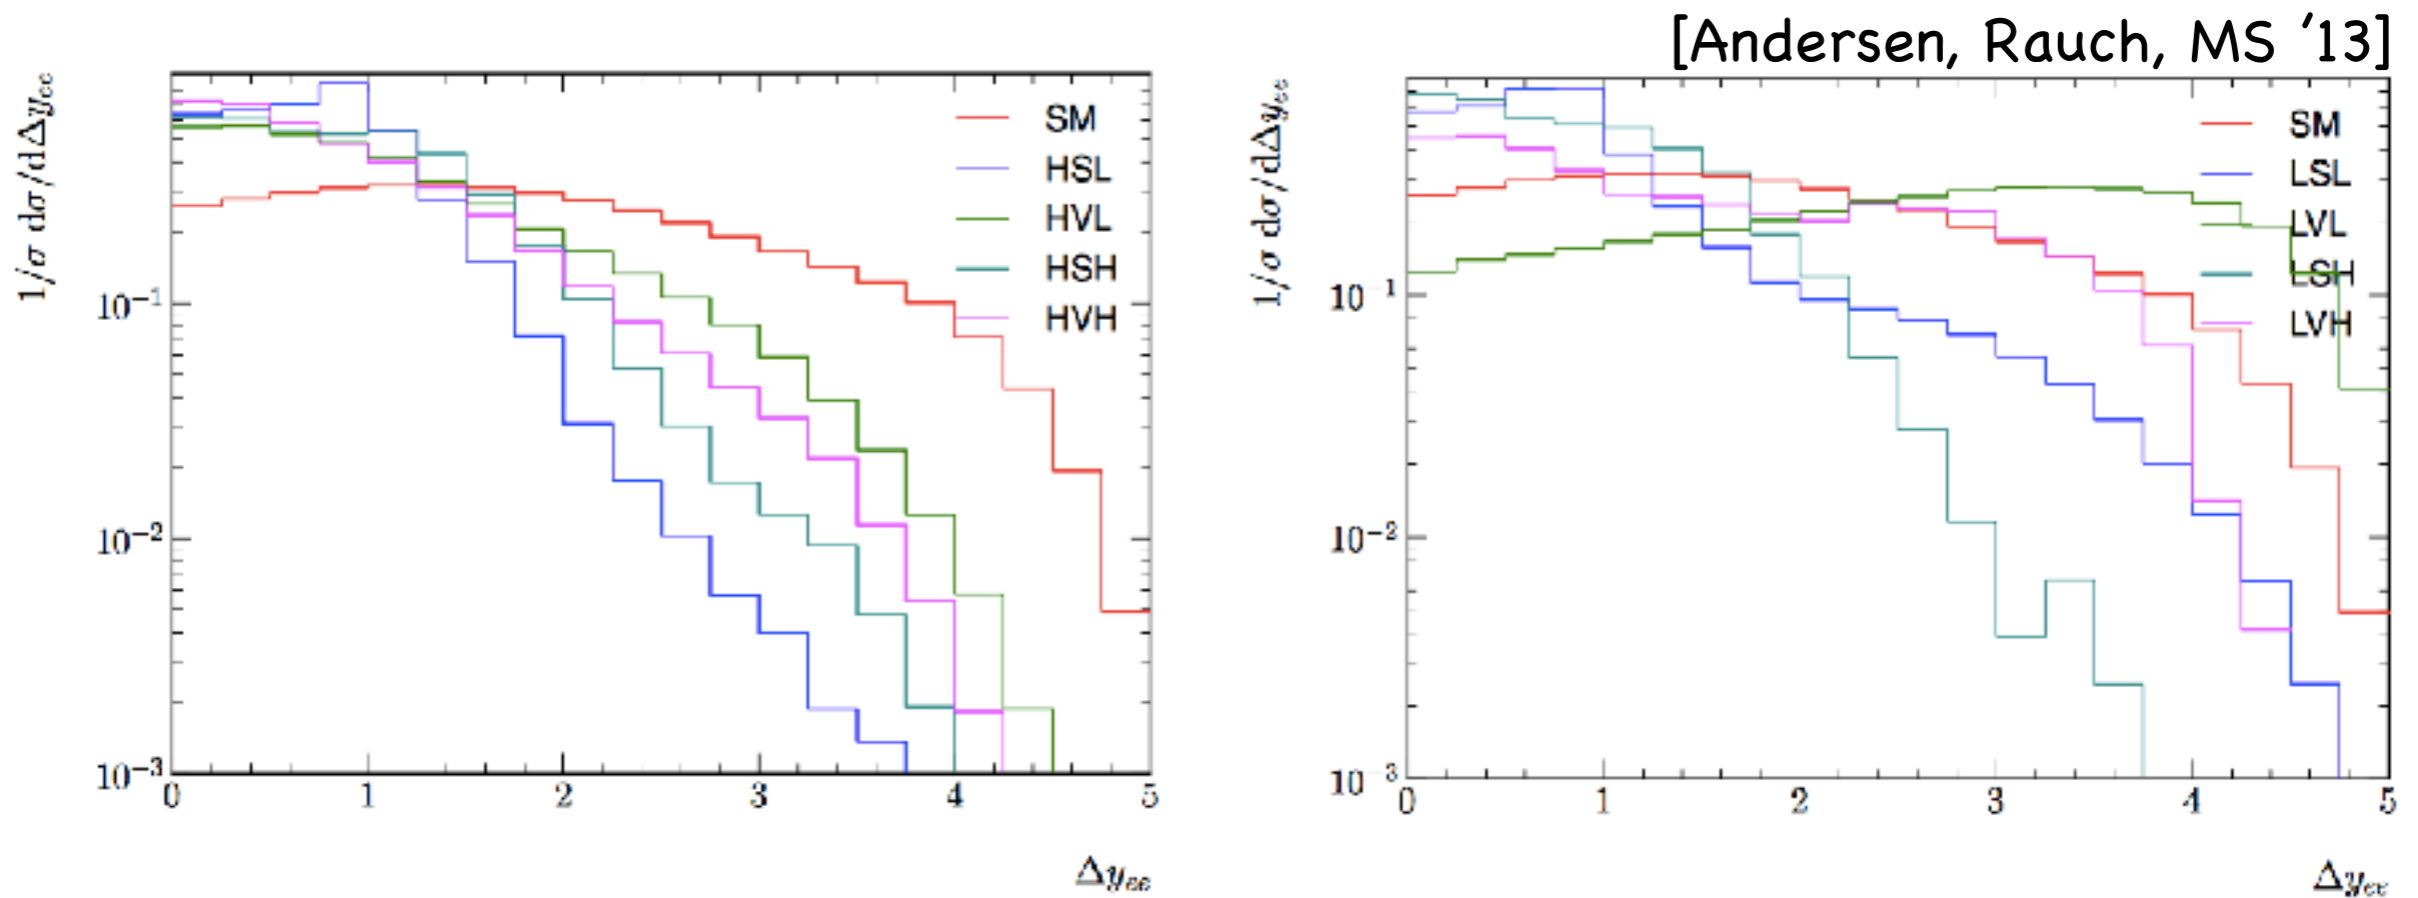 [Andersen, Rauch, MS '13]
1/σ dσ/dΔy_ee
SM
HSL
HVL
HSH
HVH
10⁻¹
10⁻²
10⁻³
0 1 2 3 4 5
Δy_ee
1/σ dσ/dΔy_ee
SM
LSL
LVL
LSH
LVH
10⁻¹
10⁻²
10⁻³
0 1 2 3 4 5
Δy_ee